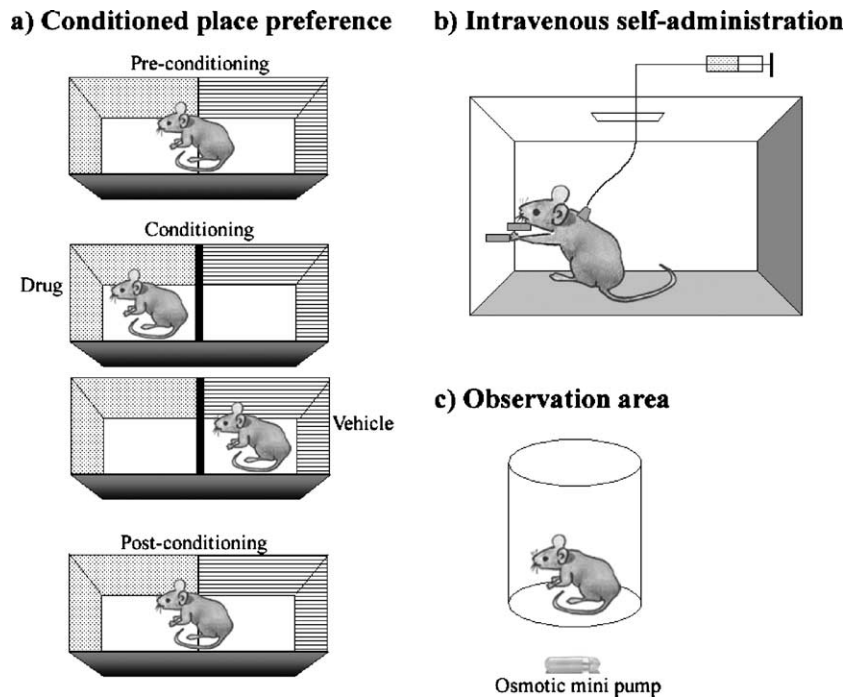 a) Conditioned place preference
Pre-conditioning
Conditioning
Drug
Vehicle
Post-conditioning
b) Intravenous self-administration
c) Observation area
Osmotic mini pump